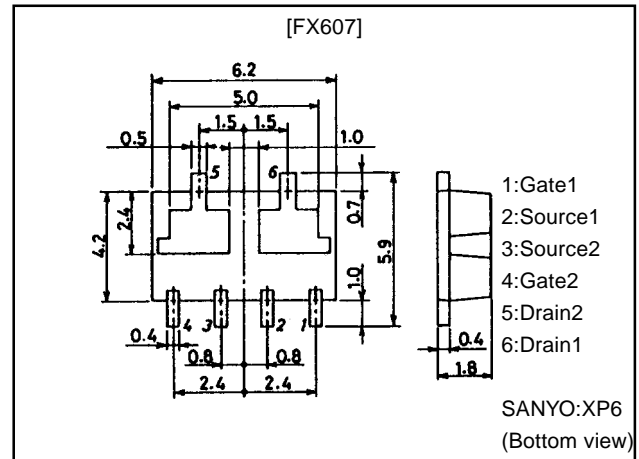 [FX607]
6.2
5.0
1.5 1.5
0.5
1.0
5
6
0.7
2.4
4.2
5.9
1.0
4 3 2 1
0.4
0.8 0.8
2.4 2.4
0.4
1.8
1:Gate1
2:Source1
3:Source2
4:Gate2
5:Drain2
6:Drain1
SANYO:XP6
(Bottom view)